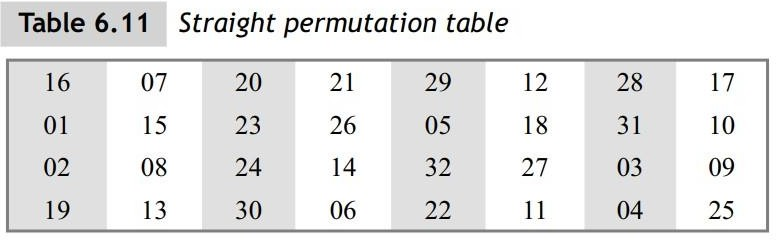 Table 6.11 Straight permutation table
16 07 20 21 29 12 28 17
01 15 23 26 05 18 31 10
02 08 24 14 32 27 03 09
19 13 30 06 22 11 04 25